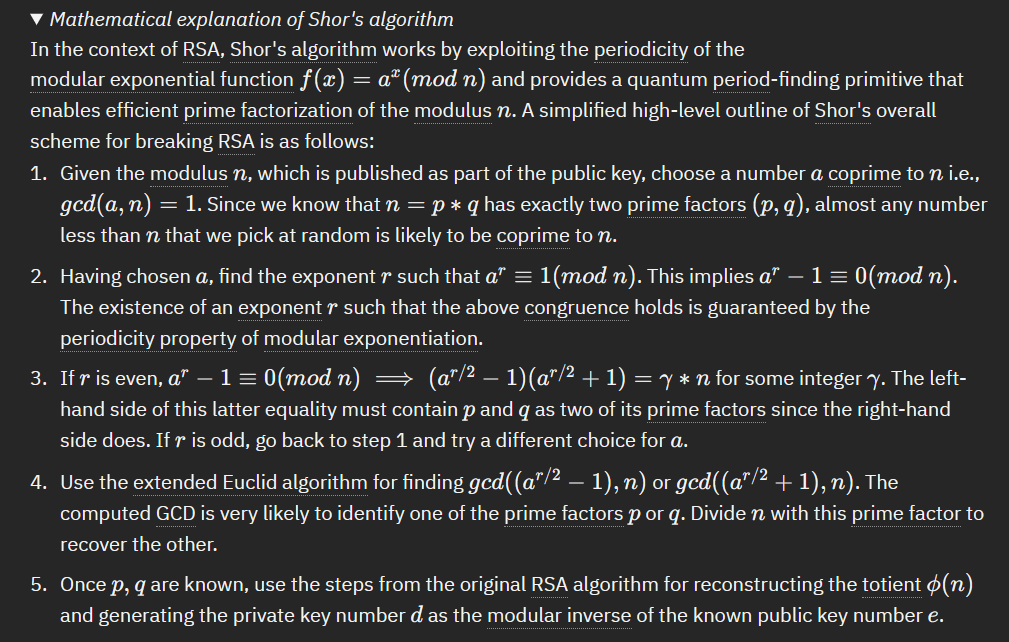 ▼ Mathematical explanation of Shor's algorithm
In the context of RSA, Shor's algorithm works by exploiting the periodicity of the
modular exponential function f(x) = aˣ(mod n) and provides a quantum period-finding primitive that
enables efficient prime factorization of the modulus n. A simplified high-level outline of Shor's overall
scheme for breaking RSA is as follows:
1. Given the modulus n, which is published as part of the public key, choose a number a coprime to n i.e.,
gcd(a, n) = 1. Since we know that n = p ∗ q has exactly two prime factors (p, q), almost any number
less than n that we pick at random is likely to be coprime to n.
2. Having chosen a, find the exponent r such that aʳ ≡ 1(mod n). This implies aʳ − 1 ≡ 0(mod n).
The existence of an exponent r such that the above congruence holds is guaranteed by the
periodicity property of modular exponentiation.
3. If r is even, aʳ − 1 ≡ 0(mod n) ⟹ (a^{r/2} − 1)(a^{r/2} + 1) = γ ∗ n for some integer γ. The left-
hand side of this latter equality must contain p and q as two of its prime factors since the right-hand
side does. If r is odd, go back to step 1 and try a different choice for a.
4. Use the extended Euclid algorithm for finding gcd((a^{r/2} − 1), n) or gcd((a^{r/2} + 1), n). The
computed GCD is very likely to identify one of the prime factors p or q. Divide n with this prime factor to
recover the other.
5. Once p, q are known, use the steps from the original RSA algorithm for reconstructing the totient ϕ(n)
and generating the private key number d as the modular inverse of the known public key number e.